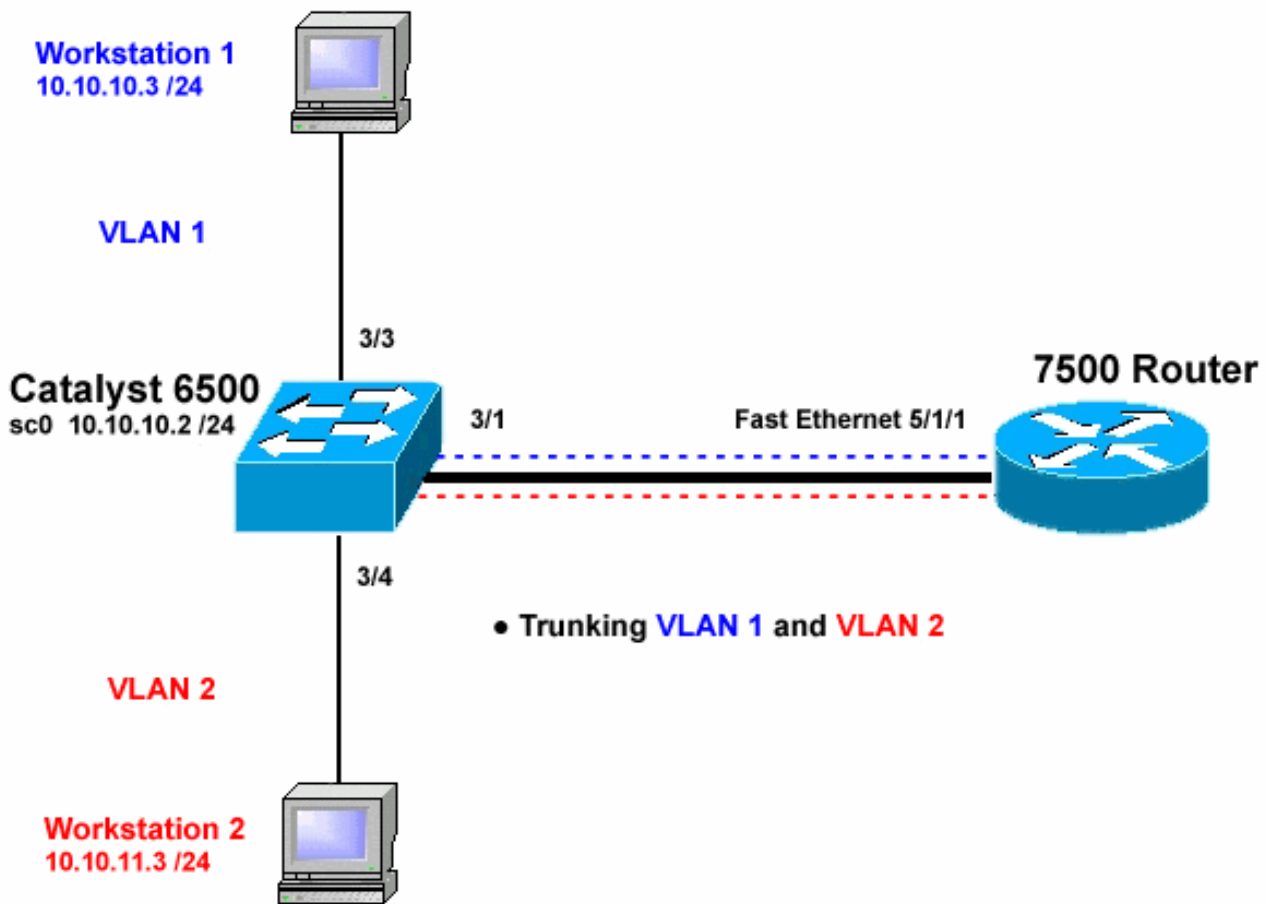 Workstation 1
10.10.10.3 /24
VLAN 1
3/3
Catalyst 6500
sc0 10.10.10.2 /24
3/1
Fast Ethernet 5/1/1
7500 Router
3/4
• Trunking VLAN 1 and VLAN 2
VLAN 2
Workstation 2
10.10.11.3 /24